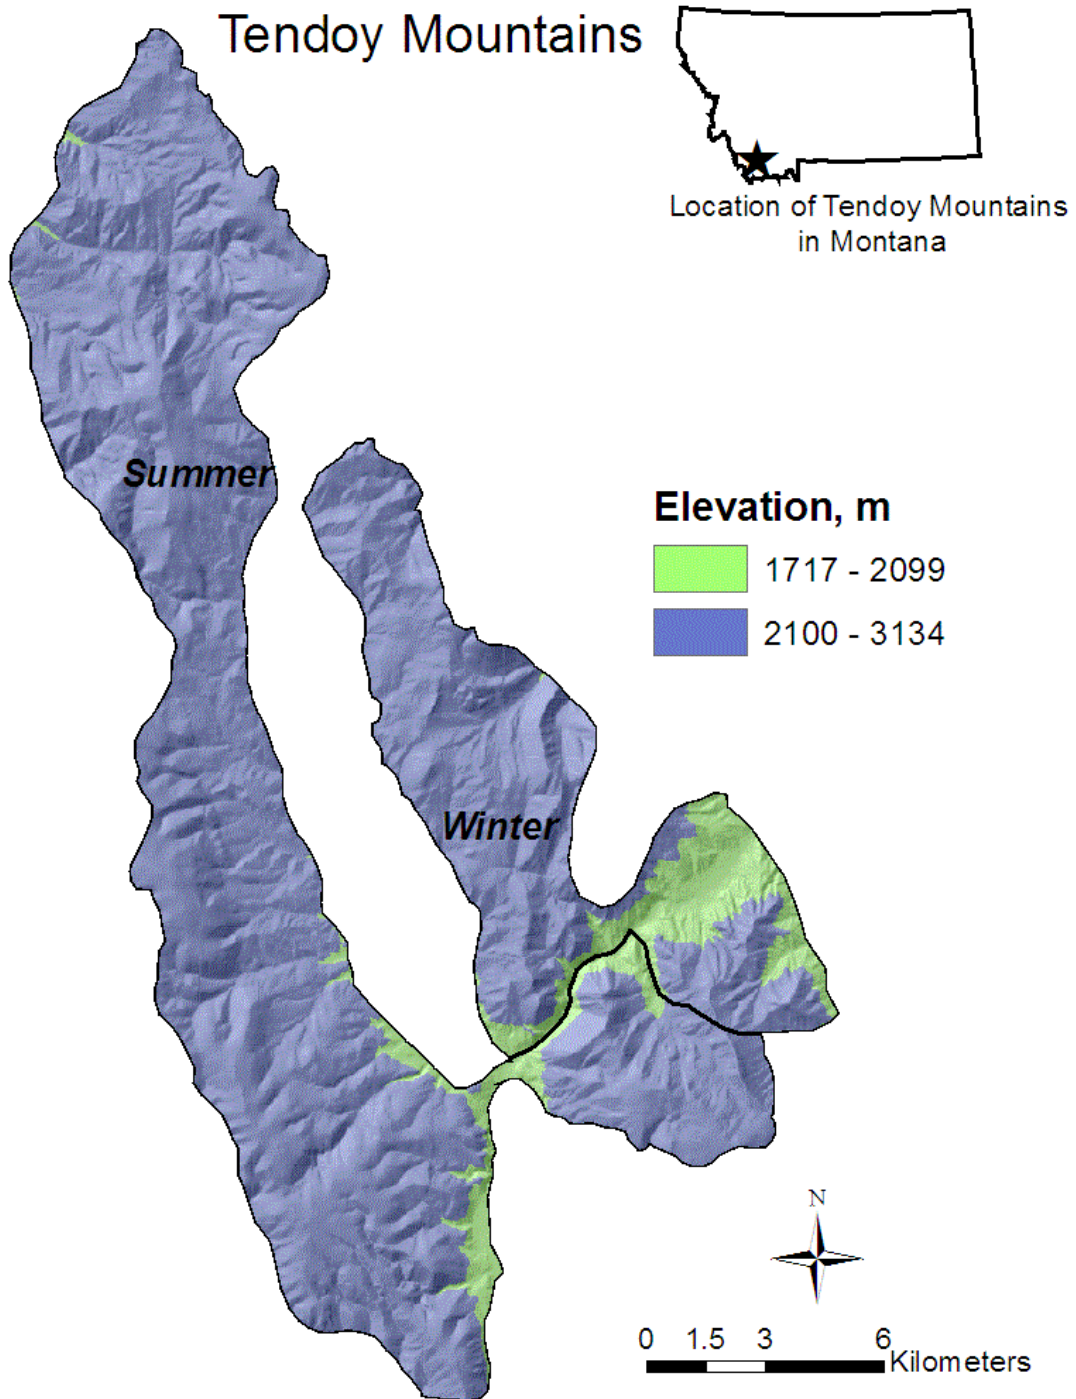 Tendoy Mountains
Location of Tendoy Mountains
in Montana
Summer
Elevation, m
1717 - 2099
2100 - 3134
Winter
N
0 1.5 3 6
Kilometers